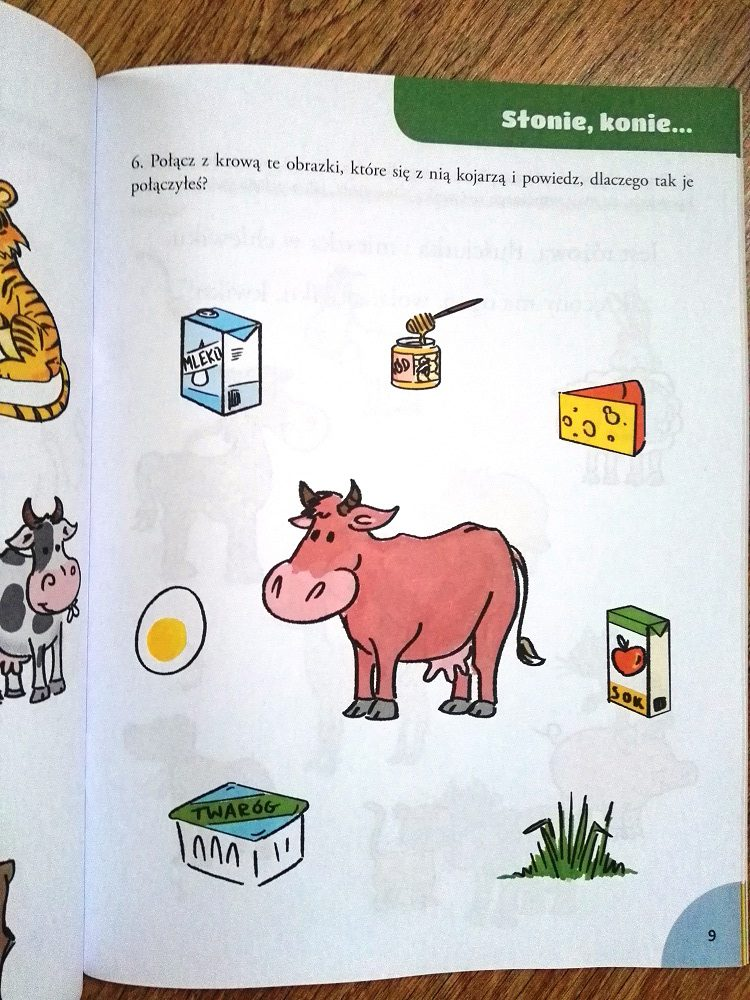 Słonie, konie...
6. Połącz z krową te obrazki, które się z nią kojarzą i powiedz, dlaczego tak je
połączyłeś?
MLEKO
SOK
TWARÓG
9